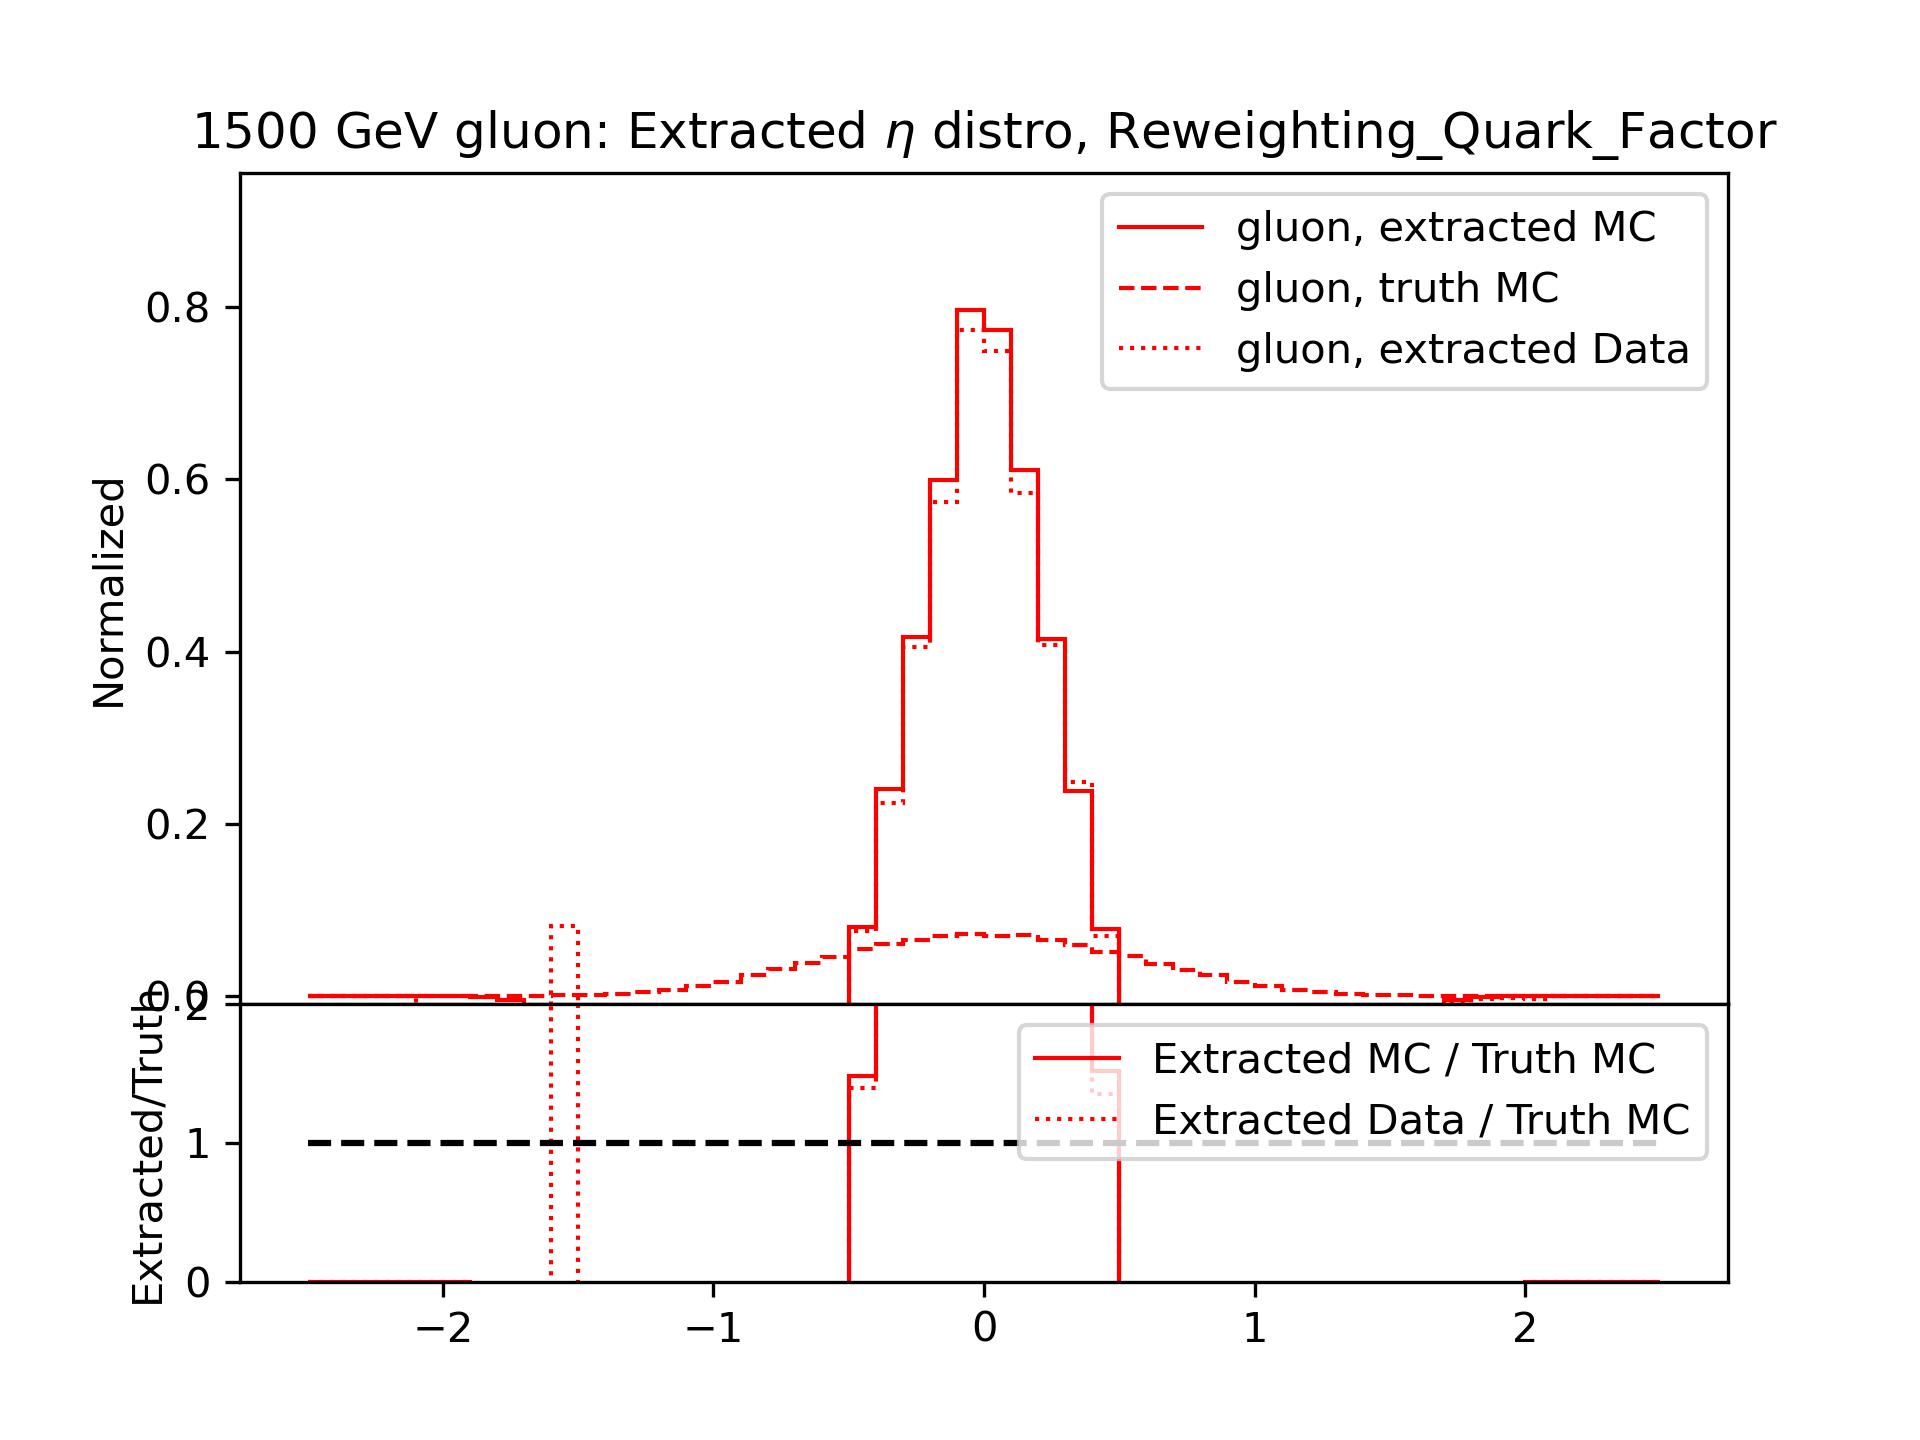 1500 GeV gluon: Extracted η distro, Reweighting_Quark_Factor
gluon, extracted MC
gluon, truth MC
gluon, extracted Data
Normalized
0.8
0.6
0.4
0.2
0.0
Extracted MC / Truth MC
Extracted Data / Truth MC
Extracted/Truth
2
1
0
−2
−1
0
1
2